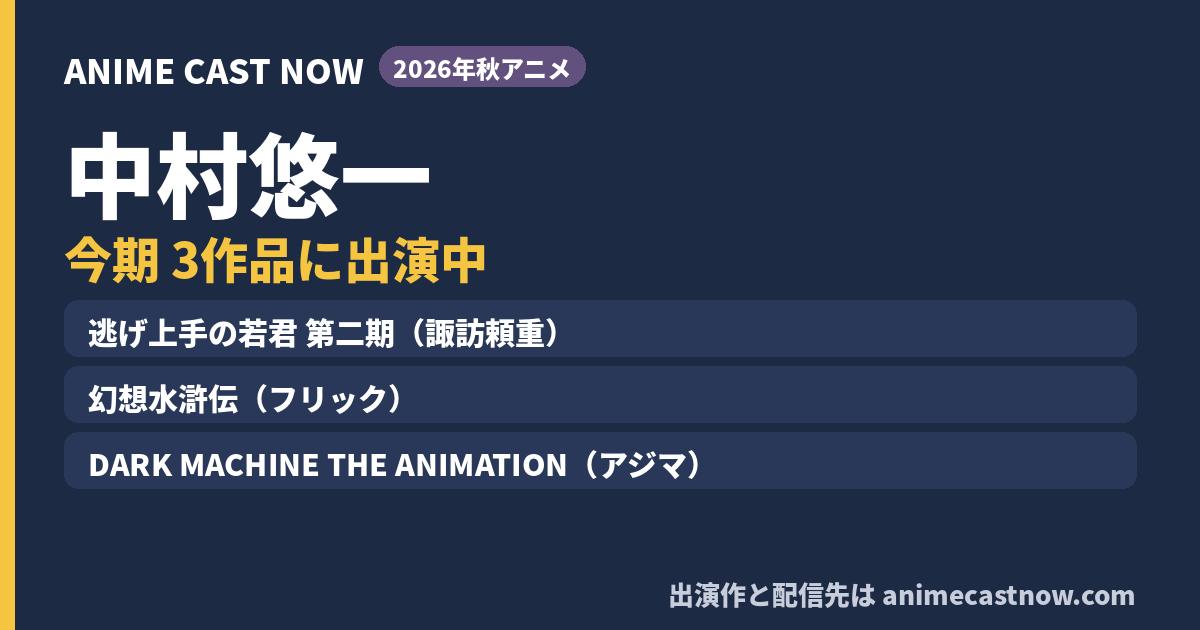 ANIME CAST NOW 2026年秋アニメ
中村悠一
今期 3作品に出演中
逃げ上手の若君 第二期（諏訪頼重）
幻想水滸伝（フリック）
DARK MACHINE THE ANIMATION（アジマ）
出演作と配信先は animecastnow.com